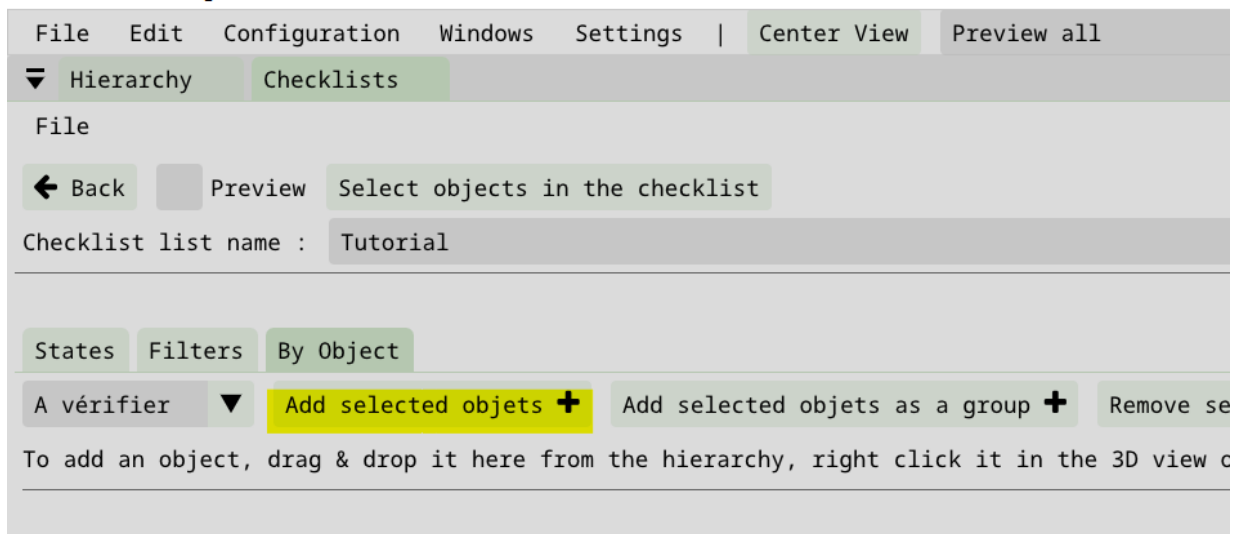 File Edit Configuration Windows Settings | Center View Preview all
Hierarchy Checklists
File
Back Preview Select objects in the checklist
Checklist list name : Tutorial
States Filters By Object
A vérifier Add selected objets + Add selected objets as a group + Remove se
To add an object, drag & drop it here from the hierarchy, right click it in the 3D view